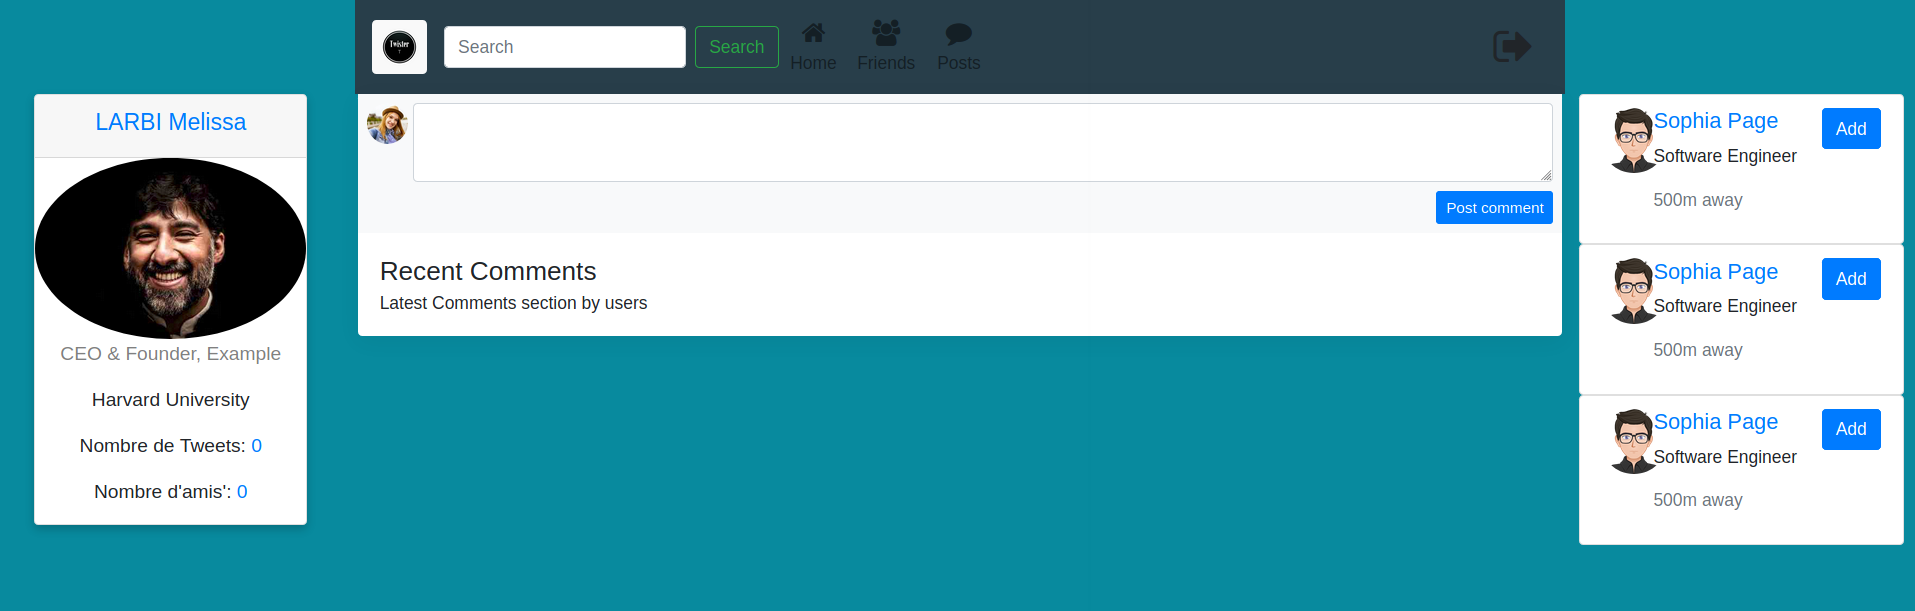 Twister
Search
Search
Home
Friends
Posts
LARBI Melissa
CEO & Founder, Example
Harvard University
Nombre de Tweets: 0
Nombre d'amis': 0
Post comment
Recent Comments
Latest Comments section by users
Sophia Page
Add
Software Engineer
500m away
Sophia Page
Add
Software Engineer
500m away
Sophia Page
Add
Software Engineer
500m away